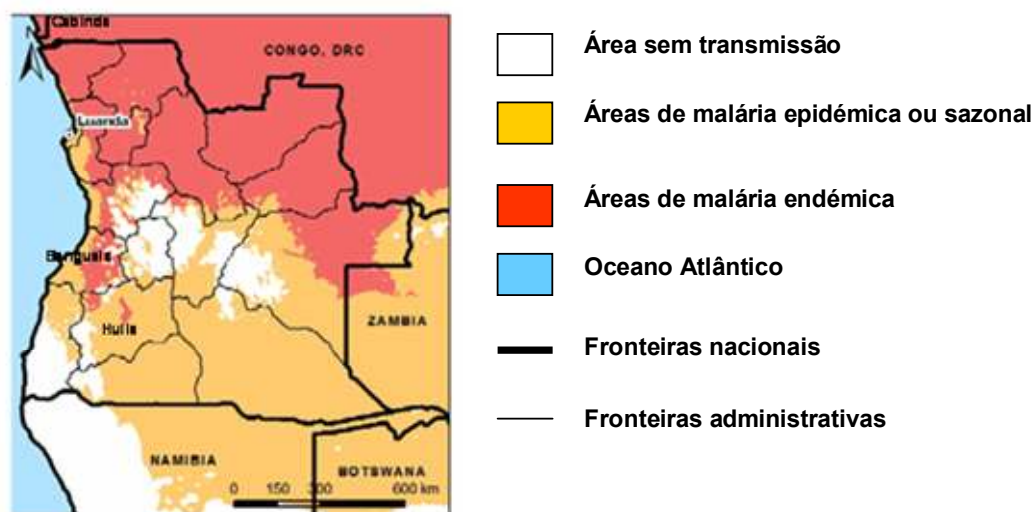 Cabinda
CONGO, DRC
Luanda
Benguela
Huila
ZAMBIA
NAMIBIA
BOTSWANA
0 150 300 600 km
Área sem transmissão
Áreas de malária epidémica ou sazonal
Áreas de malária endémica
Oceano Atlântico
Fronteiras nacionais
Fronteiras administrativas